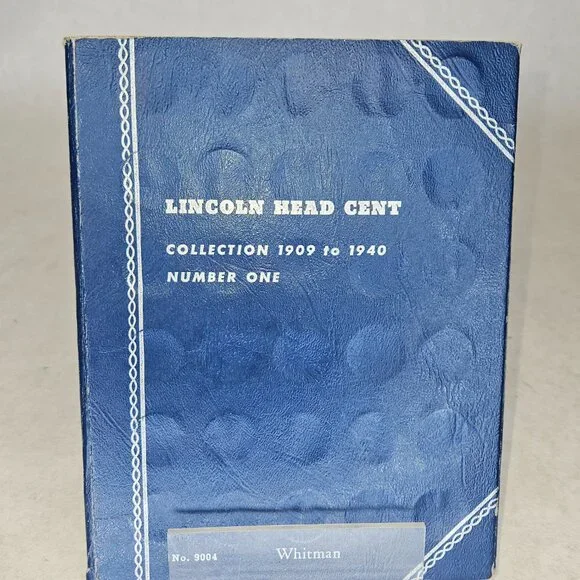 LINCOLN HEAD CENT
COLLECTION 1909 to 1940
NUMBER ONE
No. 9004 Whitman